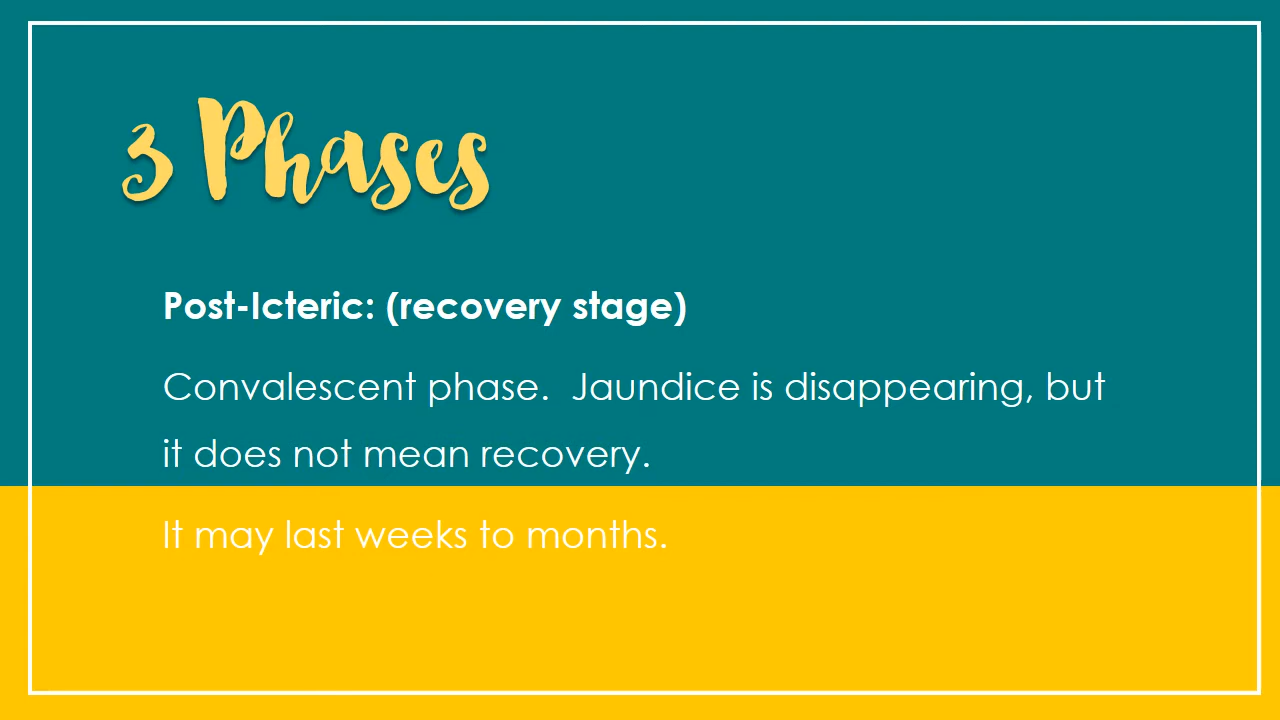 3 Phases
Post-Icteric: (recovery stage)
Convalescent phase.  Jaundice is disappearing, but
it does not mean recovery.
It may last weeks to months.